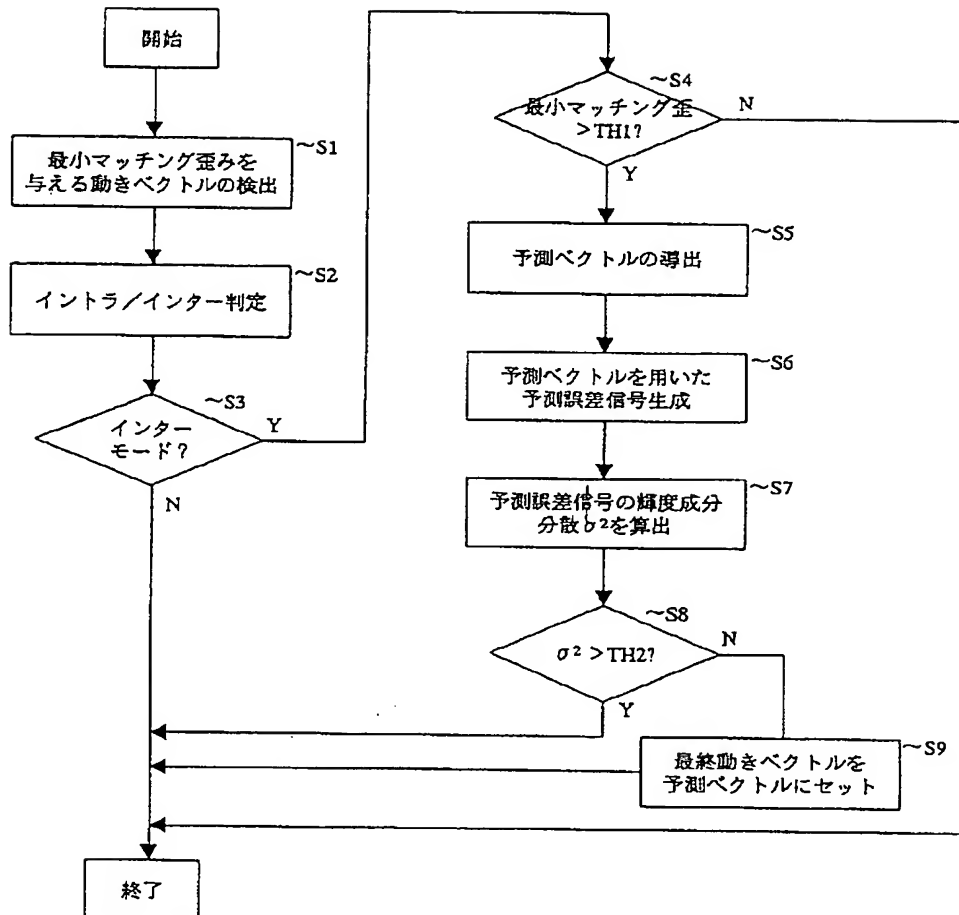 開始
最小マッチング歪みを
与える動きベクトルの検出
~S1
イントラ/インター判定
~S2
インター
モード?
~S3
Y
N
最小マッチング歪
>TH1?
~S4
N
Y
予測ベクトルの導出
~S5
予測ベクトルを用いた
予測誤差信号生成
~S6
予測誤差信号の輝度成分
分散σ²を算出
~S7
σ²>TH2?
~S8
N
Y
最終動きベクトルを
予測ベクトルにセット
~S9
終了